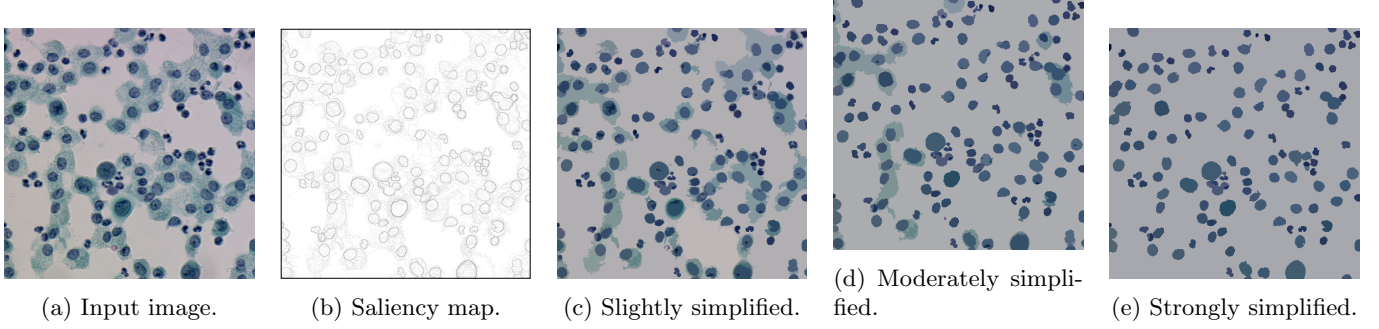 (a) Input image.
(b) Saliency map.
(c) Slightly simplified.
(d) Moderately simpli-
fied.
(e) Strongly simplified.